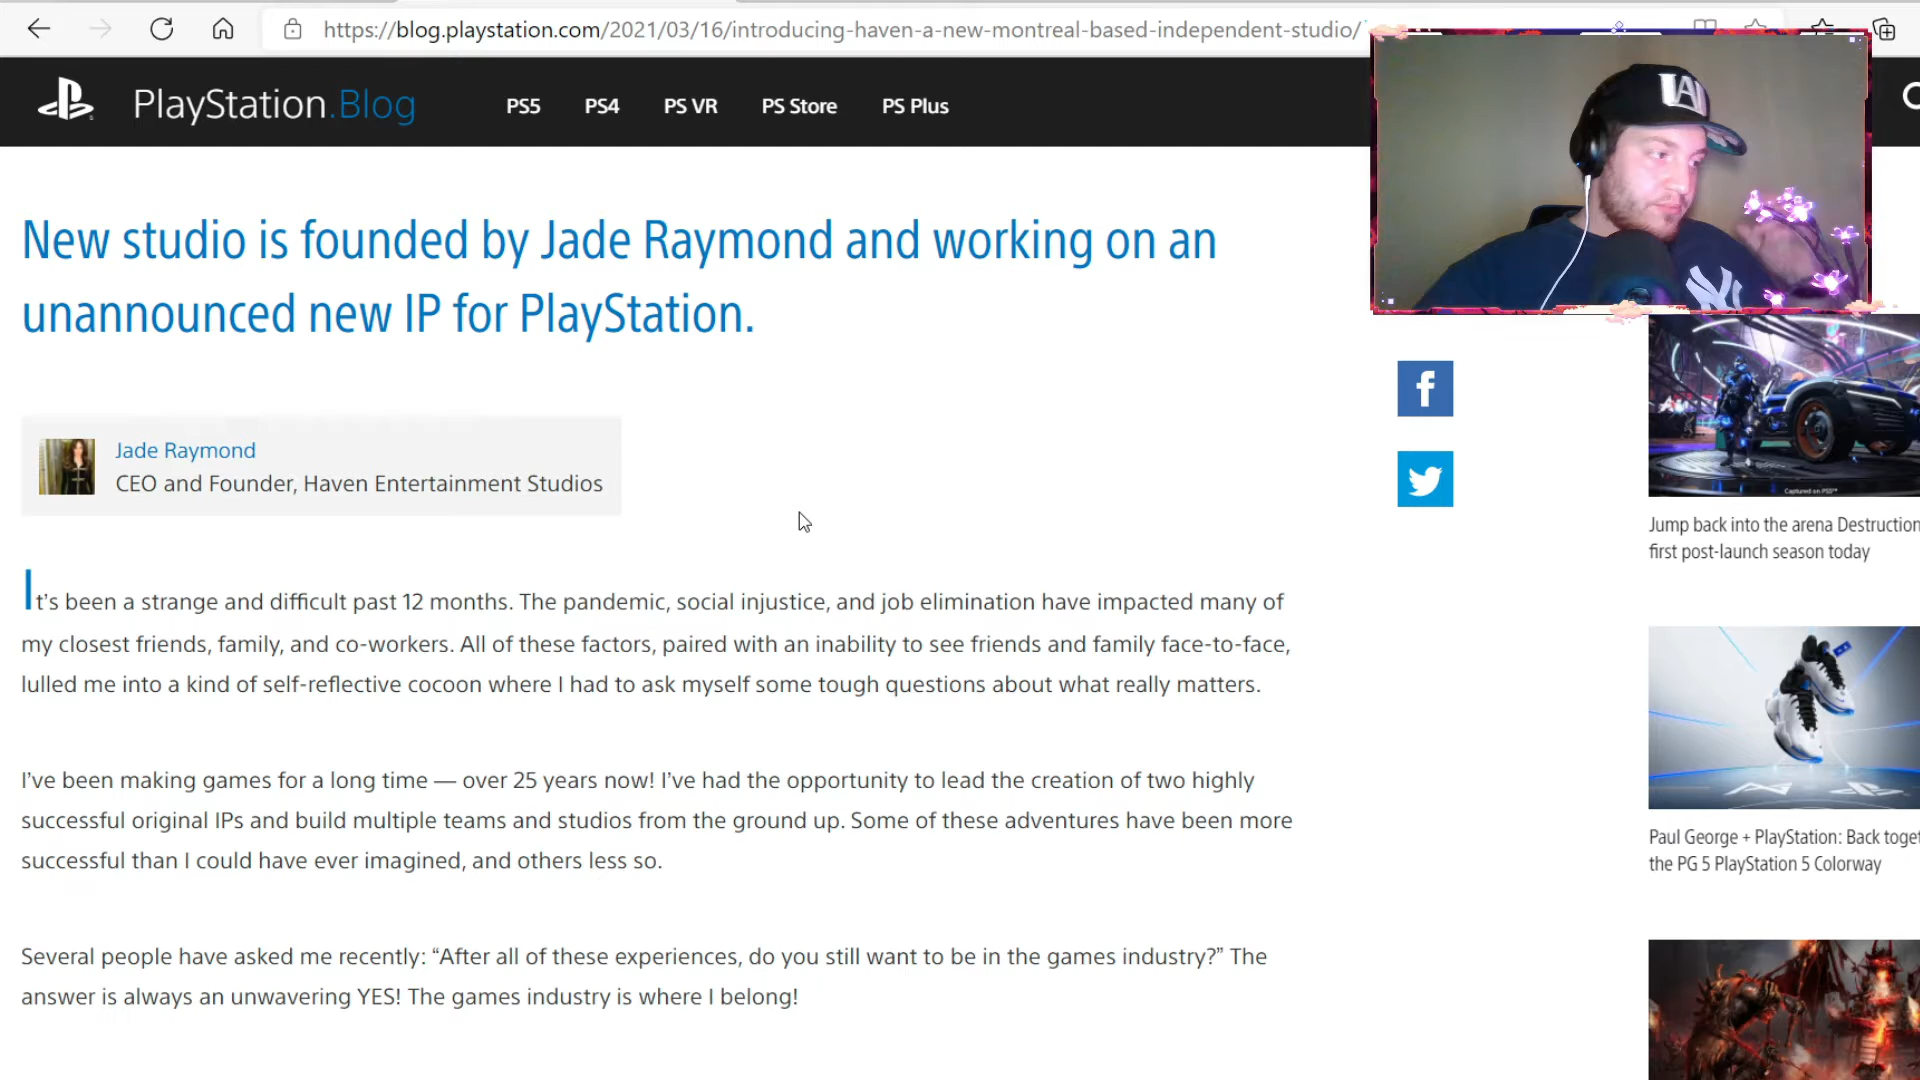 https://blog.playstation.com/2021/03/16/introducing-haven-a-new-montreal-based-independent-studio/
PlayStation.Blog
PS5
PS4
PS VR
PS Store
PS Plus
New studio is founded by Jade Raymond and working on an
unannounced new IP for PlayStation.
Jade Raymond
CEO and Founder, Haven Entertainment Studios
It’s been a strange and difficult past 12 months. The pandemic, social injustice, and job elimination have impacted many of
my closest friends, family, and co-workers. All of these factors, paired with an inability to see friends and family face-to-face,
lulled me into a kind of self-reflective cocoon where I had to ask myself some tough questions about what really matters.
I’ve been making games for a long time — over 25 years now! I’ve had the opportunity to lead the creation of two highly
successful original IPs and build multiple teams and studios from the ground up. Some of these adventures have been more
successful than I could have ever imagined, and others less so.
Several people have asked me recently: “After all of these experiences, do you still want to be in the games industry?” The
answer is always an unwavering YES! The games industry is where I belong!
NY
Captured on PS5™
Jump back into the arena Destruction
first post-launch season today
Paul George + PlayStation: Back toget
the PG 5 PlayStation 5 Colorway